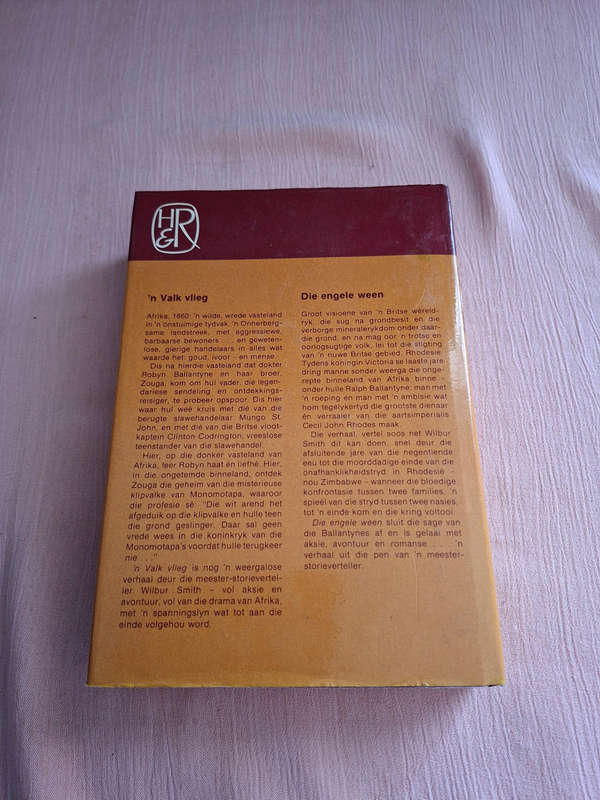 H
&R
'n Valk vlieg
Afrika, 1860: 'n wilde, wrede vasteland
in 'n onstuimige tydvak. 'n Onherberg-
same landstreek, met aggressiewe,
barbaarse bewoners . . . en geweten-
lose, gierige handelaars in alles wat
waarde het: goud, ivoor – en mense.
Dis na hierdie vasteland dat dokter
Robyn Ballantyne en haar broer,
Zouga, kom om hul vader, die legen-
dariese sendeling en ontdekkings-
reisiger, te probeer opspoor. Dis hier
waar hul weë kruis met dié van die
berugte slawehandelaar Mungo St.
John, en met dié van die Britse vloot-
kaptein Clinton Codrington, vreeslose
teenstander van die slawehandel.
Hier, op die donker vasteland van
Afrika, leer Robyn haat en liefhê. Hier,
in die ongetemde binneland, ontdek
Zouga die geheim van die misterieuse
klipvalke van Monomotapa, waaroor
die profesie sê: "Die wit arend het
afgeduik op die klipvalke en hulle teen
die grond geslinger. Daar sal geen
vrede wees in die koninkryk van die
Monomotapa's voordat hulle terugkeer
nie . . ."
'n Valk vlieg is nog 'n weergalose
verhaal deur die meester-storievertel-
ler Wilbur Smith – vol aksie en
avontuur, vol van die drama van Afrika,
met 'n spanningslyn wat tot aan die
einde volgehou word.
Die engele ween
Groot visioene van 'n Britse wêreld-
ryk, die sug na grondbesit en die
verborge mineralerykdom onder daar-
die grond, en na mag oor 'n trotse en
oorlogsugtige volk, lei tot die stigting
van 'n nuwe Britse gebied, Rhodesië.
Tydens koningin Victoria se laaste jare
dring manne sonder weerga die onge-
repte binneland van Afrika binne –
onder hulle Ralph Ballantyne, man met
'n roeping en man met 'n ambisie wat
hom tegelykertyd die grootste dienaar
én verraaier van die aartsimperialis
Cecil John Rhodes maak.
Die verhaal, vertel soos net Wilbur
Smith dit kan doen, snel deur die
afsluitende jare van die negentiende
eeu tot die moorddadige einde van die
onafhanklikheidstryd in Rhodesië –
nou Zimbabwe – wanneer die bloedige
konfrontasie tussen twee families, 'n
spieël van die stryd tussen twee nasies,
tot 'n einde kom en die kring voltooi.
Die engele ween sluit die sage van
die Ballantynes af en is gelaai met
aksie, avontuur en romanse . . . 'n
verhaal uit die pen van 'n meester-
storieverteller.